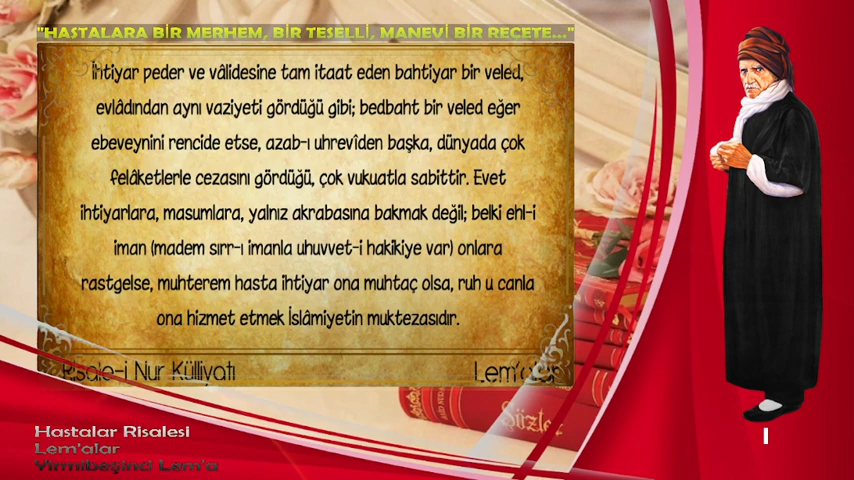 "HASTALARA BİR MERHEM, BİR TESELLİ, MANEVİ BİR REÇETE..."
İhtiyar peder ve vâlidesine tam itaat eden bahtiyar bir veled,
evlâdından aynı vaziyeti gördüğü gibi; bedbaht bir veled eğer
ebeveynini rencide etse, azab-ı uhrevîden başka, dünyada çok
felâketlerle cezasını gördüğü, çok vukuatla sabittir. Evet
ihtiyarlara, masumlara, yalnız akrabasına bakmak değil; belki ehl-i
iman (madem sırr-ı imanla uhuvvet-i hakikiye var) onlara
rastgelse, muhterem hasta ihtiyar ona muhtaç olsa, ruh u canla
ona hizmet etmek İslâmiyetin muktezasıdır.
Risale-i Nur Külliyatı Lem'alar
Sözler
Hastalar Risalesi
Lem'alar
Yirmibeşinci Lem'a